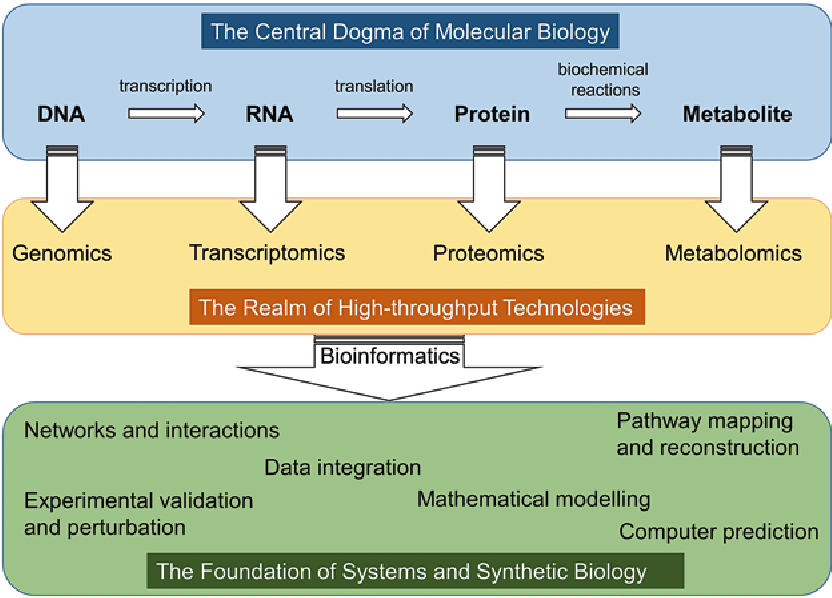 The Central Dogma of Molecular Biology
transcription
translation
biochemical
reactions
DNA
RNA
Protein
Metabolite
Genomics
Transcriptomics
Proteomics
Metabolomics
The Realm of High-throughput Technologies
Bioinformatics
Networks and interactions
Pathway mapping
and reconstruction
Data integration
Experimental validation
and perturbation
Mathematical modelling
Computer prediction
The Foundation of Systems and Synthetic Biology